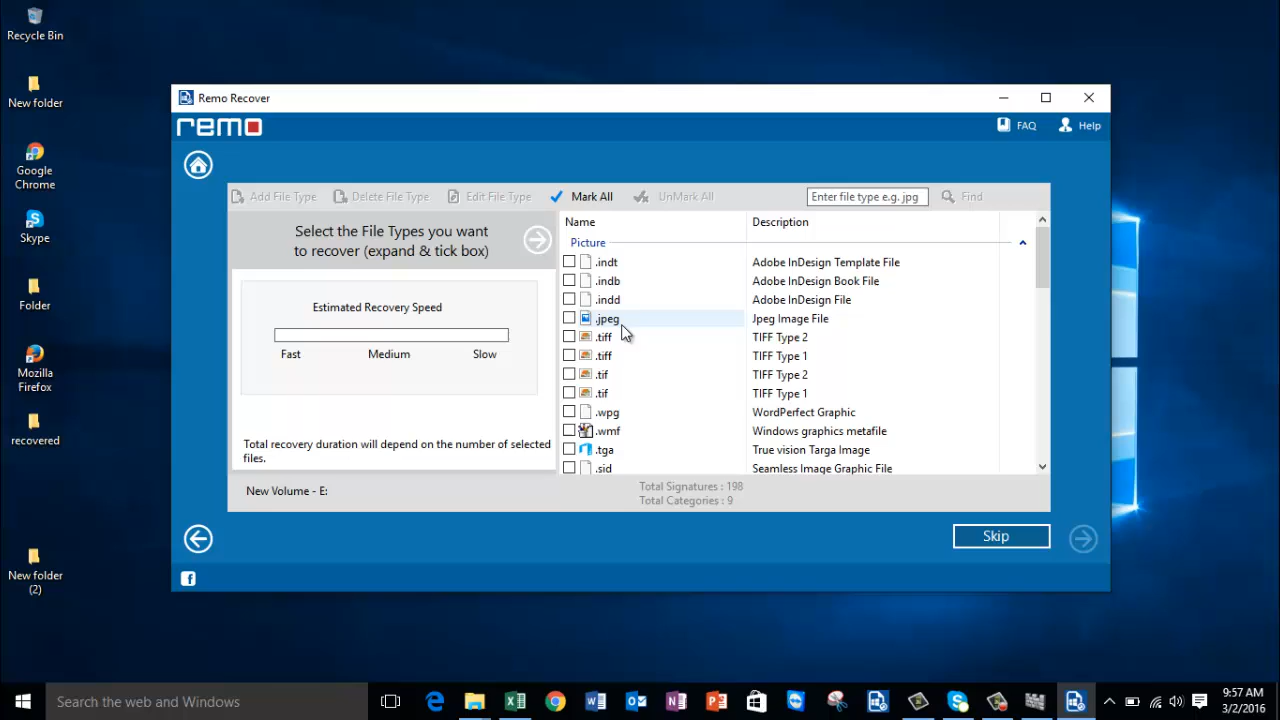 Recycle Bin
New folder
Google
Chrome
Skype
Folder
Mozilla
Firefox
recovered
New folder
(2)
Remo Recover
remo
FAQ
Help
Add File Type
Delete File Type
Edit File Type
Mark All
UnMark All
Enter file type e.g. jpg
Find
Select the File Types you want
to recover (expand & tick box)
Estimated Recovery Speed
Fast Medium Slow
Total recovery duration will depend on the number of selected
files.
Name Description
Picture
.indt Adobe InDesign Template File
.indb Adobe InDesign Book File
.indd Adobe InDesign File
.jpeg Jpeg Image File
.tiff TIFF Type 2
.tiff TIFF Type 1
.tif TIFF Type 2
.tif TIFF Type 1
.wpg WordPerfect Graphic
.wmf Windows graphics metafile
.tga True vision Targa Image
.sid Seamless Image Graphic File
New Volume - E:
Total Signatures : 198
Total Categories : 9
Skip
f
Search the web and Windows
9:57 AM
3/2/2016